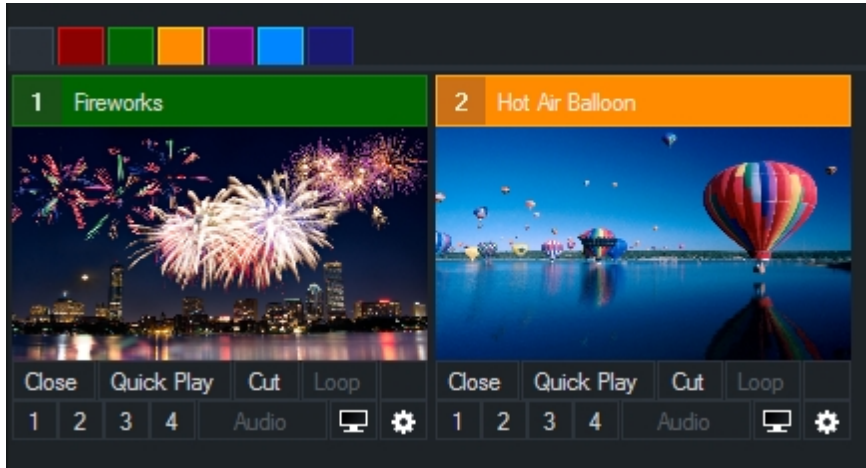 1 Fireworks
2 Hot Air Balloon
Close Quick Play Cut Loop
1 2 3 4 Audio
Close Quick Play Cut Loop
1 2 3 4 Audio